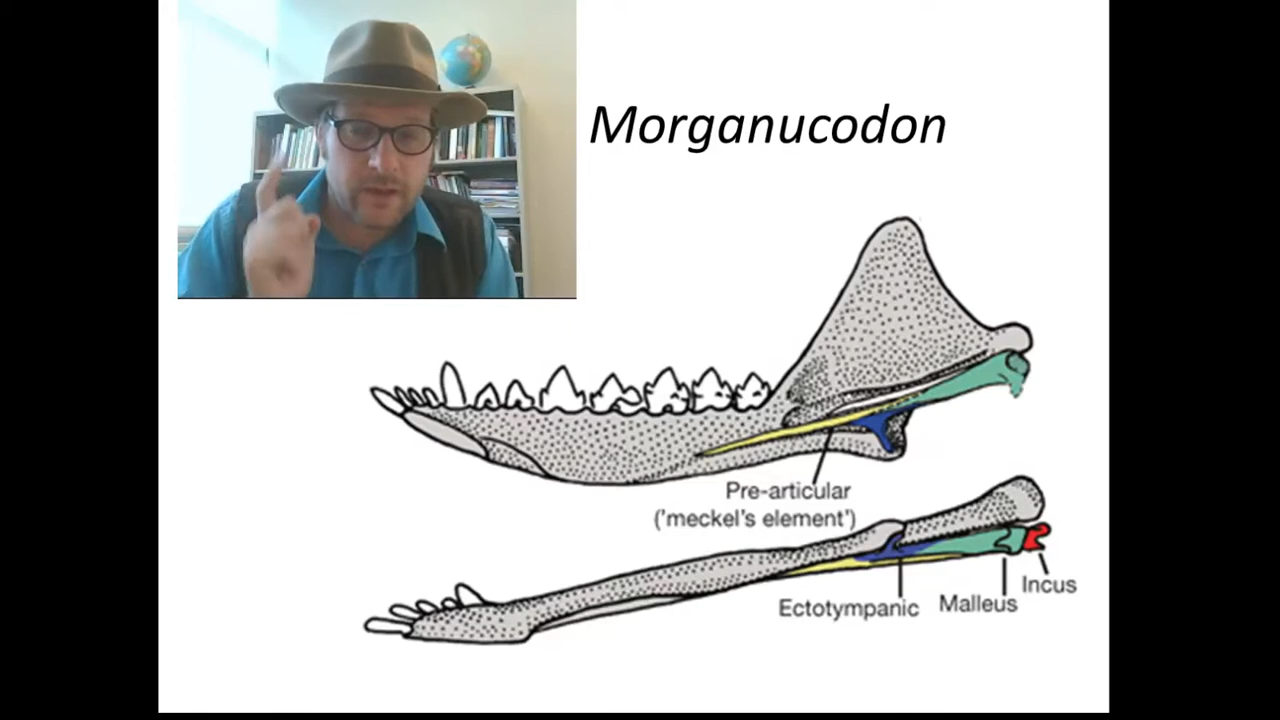 Morganucodon
Pre-articular
('meckel's element')
Incus
Ectotympanic
Malleus